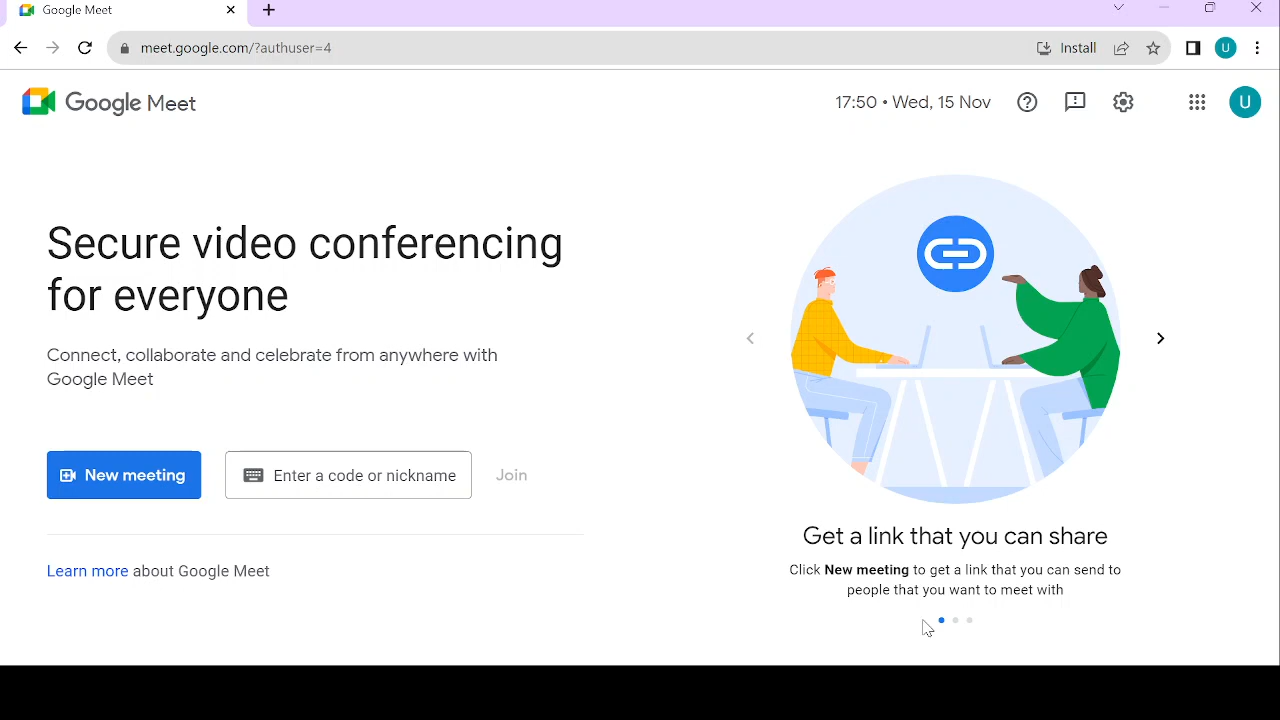 Google Meet
meet.google.com/?authuser=4
Install
U
Google Meet
17:50 • Wed, 15 Nov
U
Secure video conferencing
for everyone
Connect, collaborate and celebrate from anywhere with
Google Meet
New meeting
Enter a code or nickname
Join
Learn more about Google Meet
Get a link that you can share
Click New meeting to get a link that you can send to
people that you want to meet with